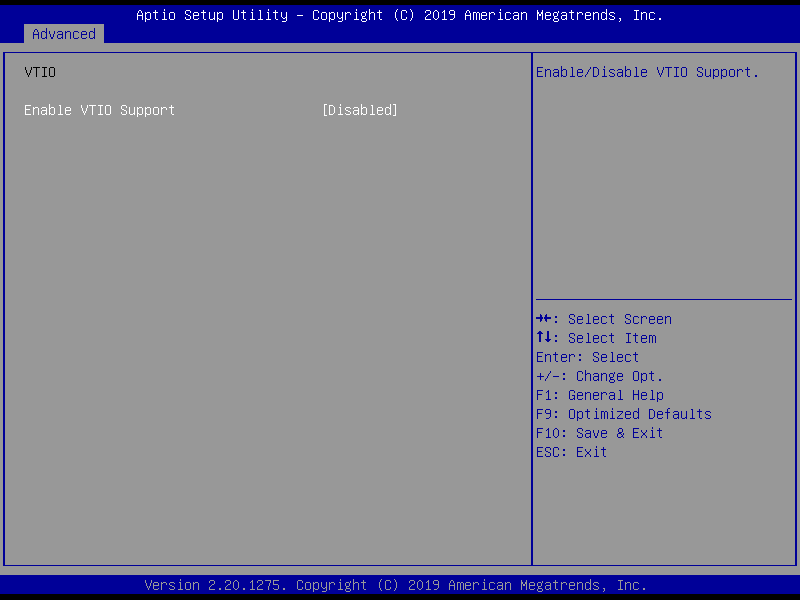 Aptio Setup Utility – Copyright (C) 2019 American Megatrends, Inc.
Advanced
VTIO
Enable VTIO Support [Disabled]
Enable/Disable VTIO Support.
→←: Select Screen
↑↓: Select Item
Enter: Select
+/-: Change Opt.
F1: General Help
F9: Optimized Defaults
F10: Save & Exit
ESC: Exit
Version 2.20.1275. Copyright (C) 2019 American Megatrends, Inc.